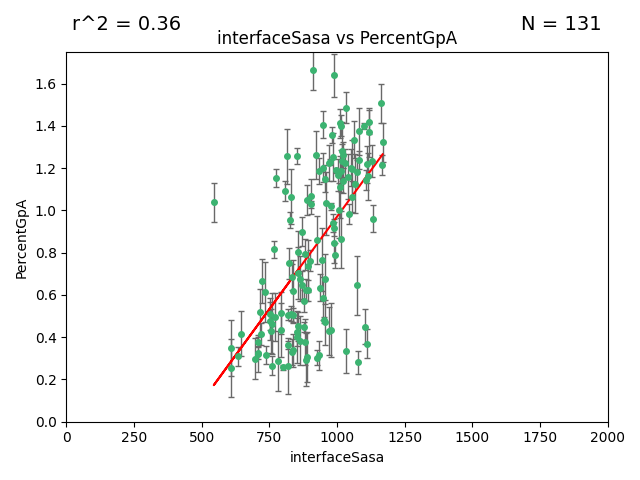 r^2 = 0.36
N = 131
interfaceSasa vs PercentGpA
PercentGpA
1.6
1.4
1.2
1.0
0.8
0.6
0.4
0.2
0.0
0 250 500 750 1000 1250 1500 1750 2000
interfaceSasa